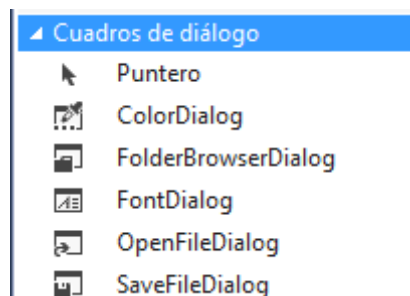 Cuadros de diálogo
Puntero
ColorDialog
FolderBrowserDialog
FontDialog
OpenFileDialog
SaveFileDialog